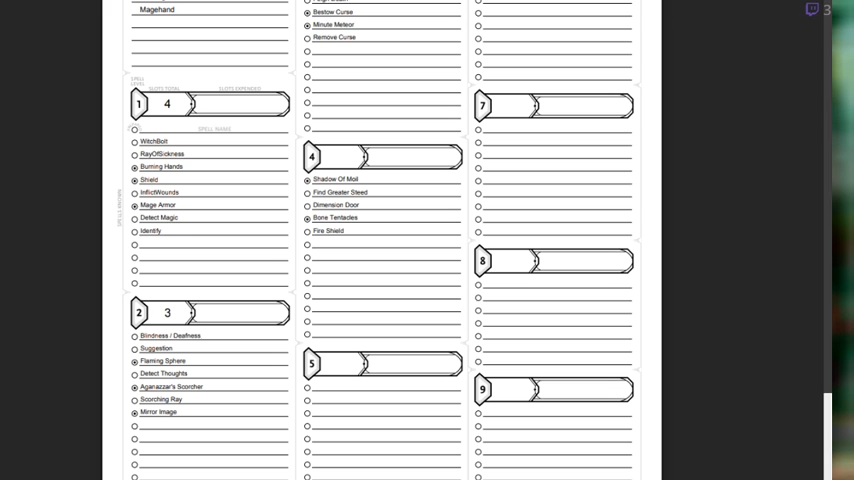 Magehand
SPELL
LEVEL
SLOTS TOTAL
SLOTS EXPENDED
1
4
SPELL NAME
WitchBolt
RayOfSickness
Burning Hands
Shield
InflictWounds
Mage Armor
Detect Magic
Identify
SPELLS KNOWN
2
3
Blindness / Deafness
Suggestion
Flaming Sphere
Detect Thoughts
Aganazzar's Scorcher
Scorching Ray
Mirror Image
Bestow Curse
Minute Meteor
Remove Curse
4
Shadow Of Moil
Find Greater Steed
Dimension Door
Bone Tentacles
Fire Shield
5
7
8
9
3